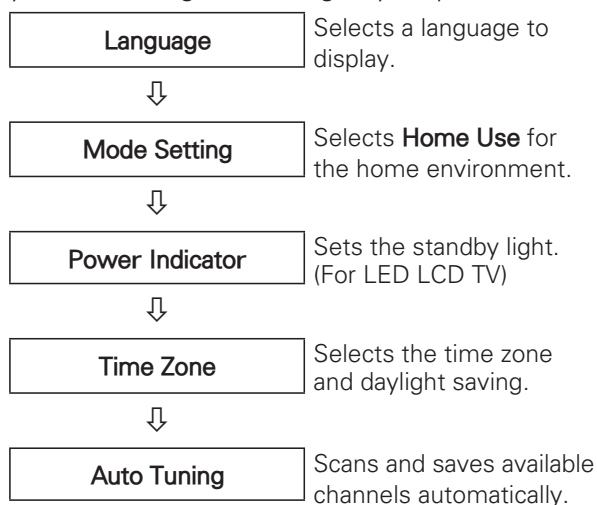 Language
Selects a language to
display.
⇩
Mode Setting
Selects Home Use for
the home environment.
⇩
Power Indicator
Sets the standby light.
(For LED LCD TV)
⇩
Time Zone
Selects the time zone
and daylight saving.
⇩
Auto Tuning
Scans and saves available
channels automatically.